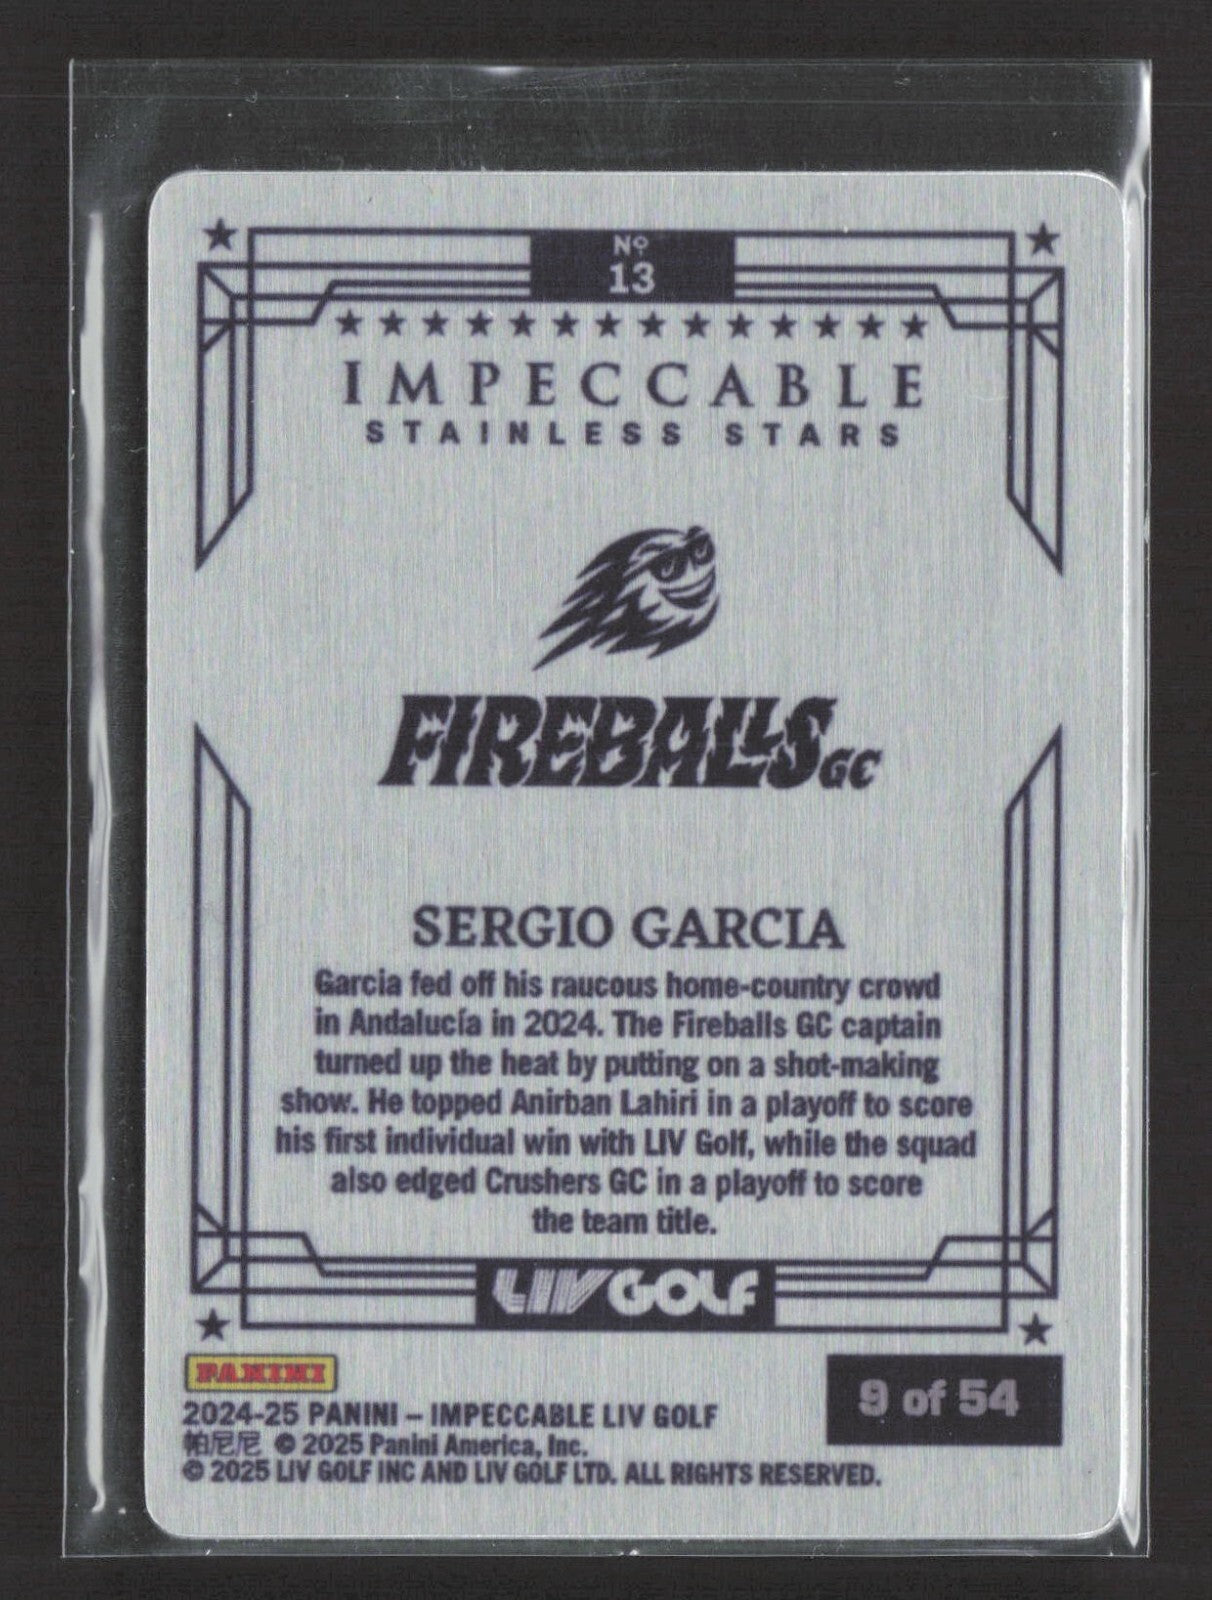 Nº
13
IMPECCABLE
STAINLESS STARS
FIREBALLS GC
SERGIO GARCIA
Garcia fed off his raucous home-country crowd
in Andalucía in 2024. The Fireballs GC captain
turned up the heat by putting on a shot-making
show. He topped Anirban Lahiri in a playoff to score
his first individual win with LIV Golf, while the squad
also edged Crushers GC in a playoff to score
the team title.
LIV GOLF
PANINI
9 of 54
2024-25 PANINI – IMPECCABLE LIV GOLF
帕尼尼 © 2025 Panini America, Inc.
© 2025 LIV GOLF INC AND LIV GOLF LTD. ALL RIGHTS RESERVED.